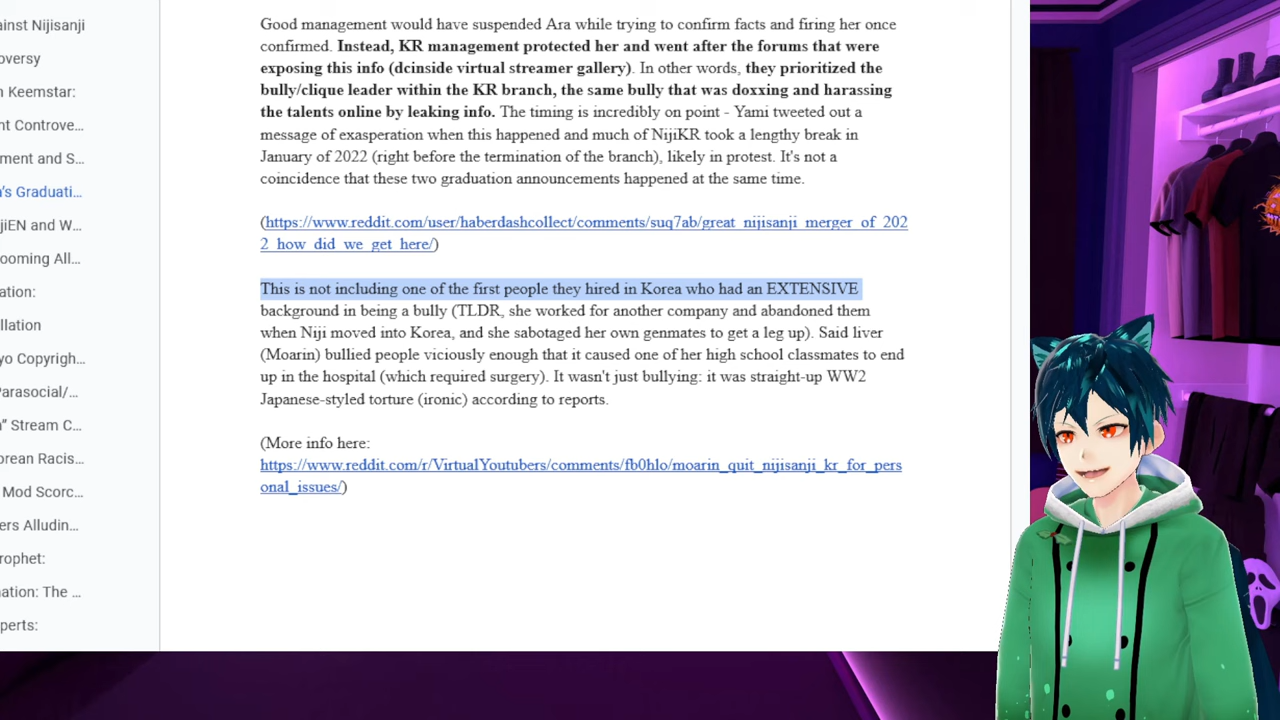 ainst Nijisanji
oversy
n Keemstar:
nt Controve...
ment and S...
's Graduati...
jiEN and W...
ooming All...
ation:
llation
yo Copyrigh...
Parasocial/...
" Stream C...
orean Racis...
Mod Scorc...
ers Alludin...
rophet:
nation: The ...
perts:
Good management would have suspended Ara while trying to confirm facts and firing her once
confirmed. Instead, KR management protected her and went after the forums that were
exposing this info (dcinside virtual streamer gallery). In other words, they prioritized the
bully/clique leader within the KR branch, the same bully that was doxxing and harassing
the talents online by leaking info. The timing is incredibly on point - Yami tweeted out a
message of exasperation when this happened and much of NijiKR took a lengthy break in
January of 2022 (right before the termination of the branch), likely in protest. It's not a
coincidence that these two graduation announcements happened at the same time.
(https://www.reddit.com/user/haberdashcollect/comments/suq7ab/great_nijisanji_merger_of_202
2_how_did_we_get_here/)
This is not including one of the first people they hired in Korea who had an EXTENSIVE
background in being a bully (TLDR, she worked for another company and abandoned them
when Niji moved into Korea, and she sabotaged her own genmates to get a leg up). Said liver
(Moarin) bullied people viciously enough that it caused one of her high school classmates to end
up in the hospital (which required surgery). It wasn't just bullying: it was straight-up WW2
Japanese-styled torture (ironic) according to reports.
(More info here:
https://www.reddit.com/r/VirtualYoutubers/comments/fb0hlo/moarin_quit_nijisanji_kr_for_pers
onal_issues/)